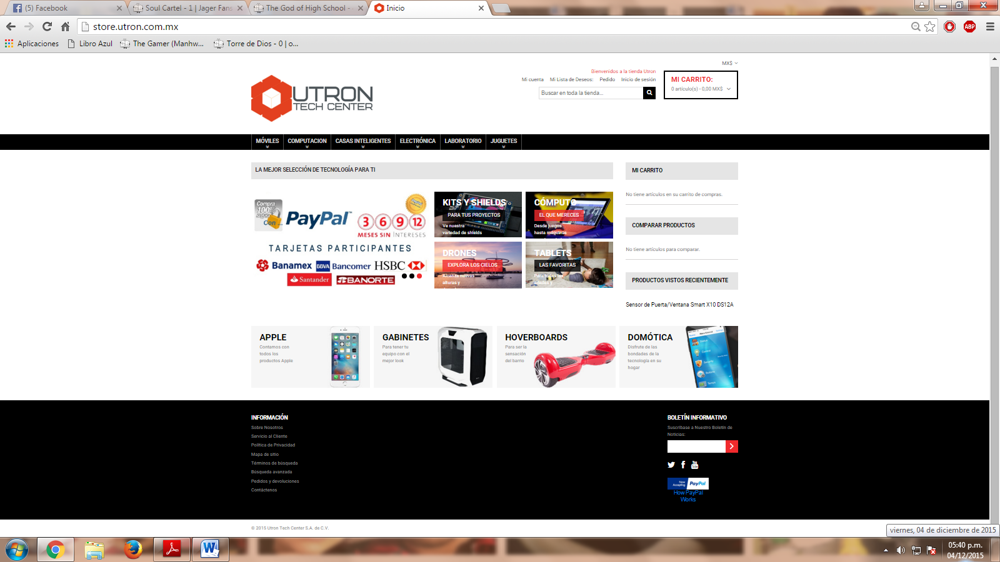 (5) Facebook
Soul Cartel - 1 | Jager Fans
The God of High School -
Inicio
store.utron.com.mx
ABP
Aplicaciones
Libro Azul
The Gamer (Manhw...
Torre de Dios - 0 | o...
MX$
Bienvenidos a la tienda Utron
Mi cuenta
Mi Lista de Deseos:
Pedido
Inicio de sesión
MI CARRITO:
0 artículo(s) - 0,00 MX$
Buscar en toda la tienda...
UTRON
TECH CENTER
MÓVILES
COMPUTACION
CASAS INTELIGENTES
ELECTRÓNICA
LABORATORIO
JUGUETES
LA MEJOR SELECCIÓN DE TECNOLOGÍA PARA TI
Compra
100%
segura
Con ...
PayPal™
3 6 9 12
MESES SIN INTERESES
TARJETAS PARTICIPANTES
Banamex
BBVA Bancomer
HSBC
Santander
BANORTE
KITS Y SHIELDS
PARA TUS PROYECTOS
Ve nuestra
variedad de shields
CÓMPUTO
EL QUE MERECES
Desde juegos
hasta máquinas
DRONES
EXPLORA LOS CIELOS
Alcanza nuevas
alturas y
TABLETS
LAS FAVORITAS
Para todas las
edades y
MI CARRITO
No tiene artículos en su carrito de compras.
COMPARAR PRODUCTOS
No tiene artículos para comparar.
PRODUCTOS VISTOS RECIENTEMENTE
Sensor de Puerta/Ventana Smart X10 DS12A
APPLE
Contamos con
todos los
productos Apple
GABINETES
Para tener tu
equipo con el
mejor look
HOVERBOARDS
Para ser la
sensación
del barrio
DOMÓTICA
Disfrute de las
bondades de la
tecnología en su
hogar
INFORMACIÓN
Sobre Nosotros
Servicio al Cliente
Política de Privacidad
Mapa de sitio
Términos de búsqueda
Búsqueda avanzada
Pedidos y devoluciones
Contáctenos
BOLETÍN INFORMATIVO
Suscríbase a Nuestro Boletín de
Noticias:
Now
Accepting
PayPal
How PayPal
Works
© 2015 Utron Tech Center S.A. de C.V.
viernes, 04 de diciembre de 2015
05:40 p.m.
04/12/2015